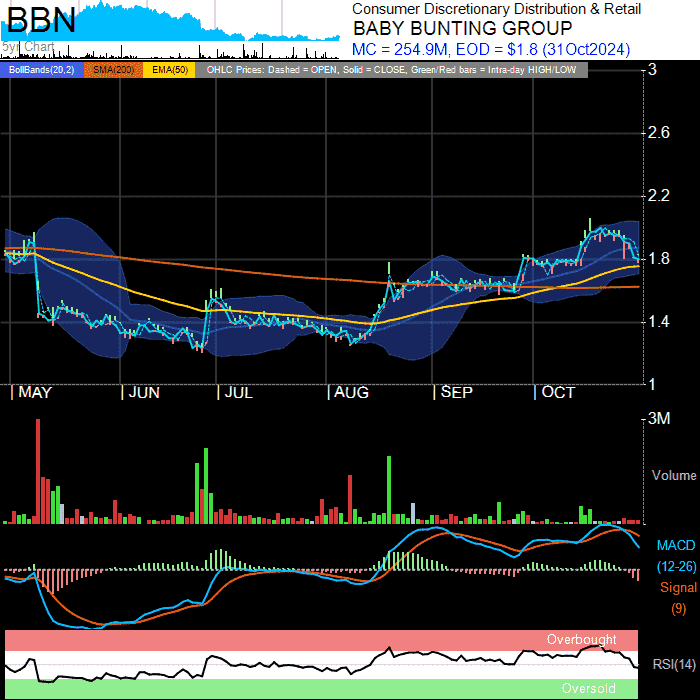 BBN
5yr Chart
Consumer Discretionary Distribution & Retail
BABY BUNTING GROUP
MC = 254.9M, EOD = $1.8 (31Oct2024)
BollBands(20,2) SMA(200) EMA(50) OHLC Prices: Dashed = OPEN, Solid = CLOSE, Green/Red bars = Intra-day HIGH/LOW
3
2.6
2.2
1.8
1.4
1
MAY JUN JUL AUG SEP OCT
3M
Volume
MACD
(12-26)
Signal
(9)
Overbought
RSI(14)
Oversold